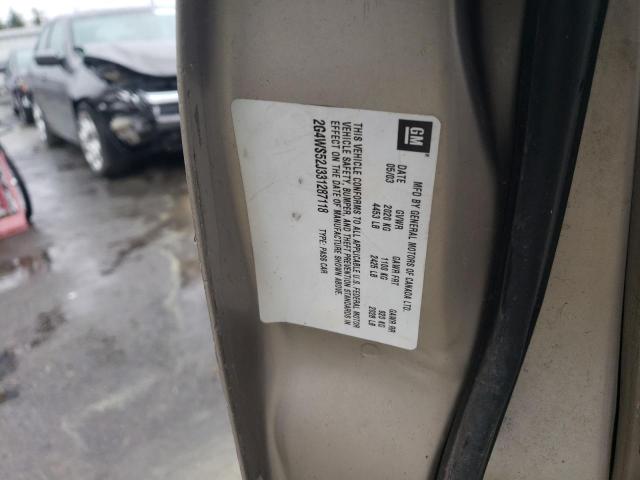 GM
MFD BY GENERAL MOTORS OF CANADA LTD.
DATE GVWR GAWR FRT GAWR RR
05/03 2020 KG 1100 KG 920 KG
4453 LB 2425 LB 2028 LB
THIS VEHICLE CONFORMS TO ALL APPLICABLE U.S. FEDERAL MOTOR
VEHICLE SAFETY, BUMPER, AND THEFT PREVENTION STANDARDS IN
EFFECT ON THE DATE OF MANUFACTURE SHOWN ABOVE.
2G4WS52J331287118 TYPE: PASS CAR